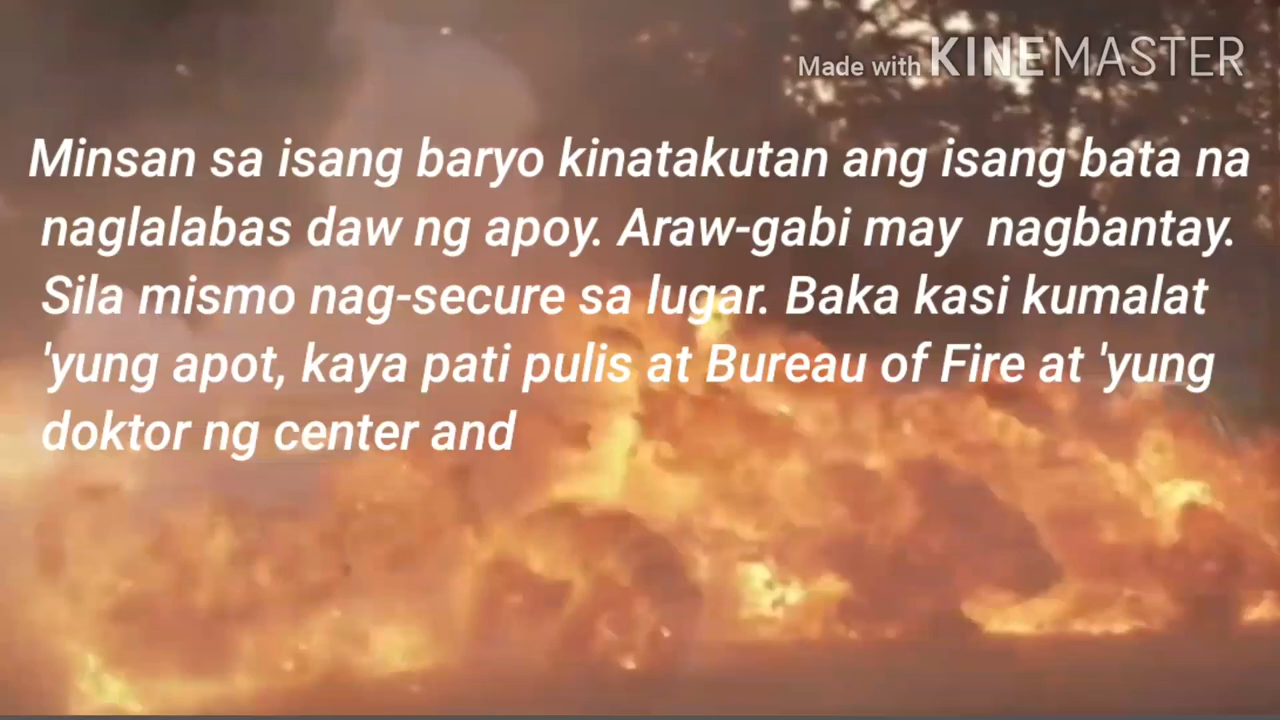 Made with KINEMASTER
Minsan sa isang baryo kinatakutan ang isang bata na
naglalabas daw ng apoy. Araw-gabi may nagbantay.
Sila mismo nag-secure sa lugar. Baka kasi kumalat
'yung apot, kaya pati pulis at Bureau of Fire at 'yung
doktor ng center and